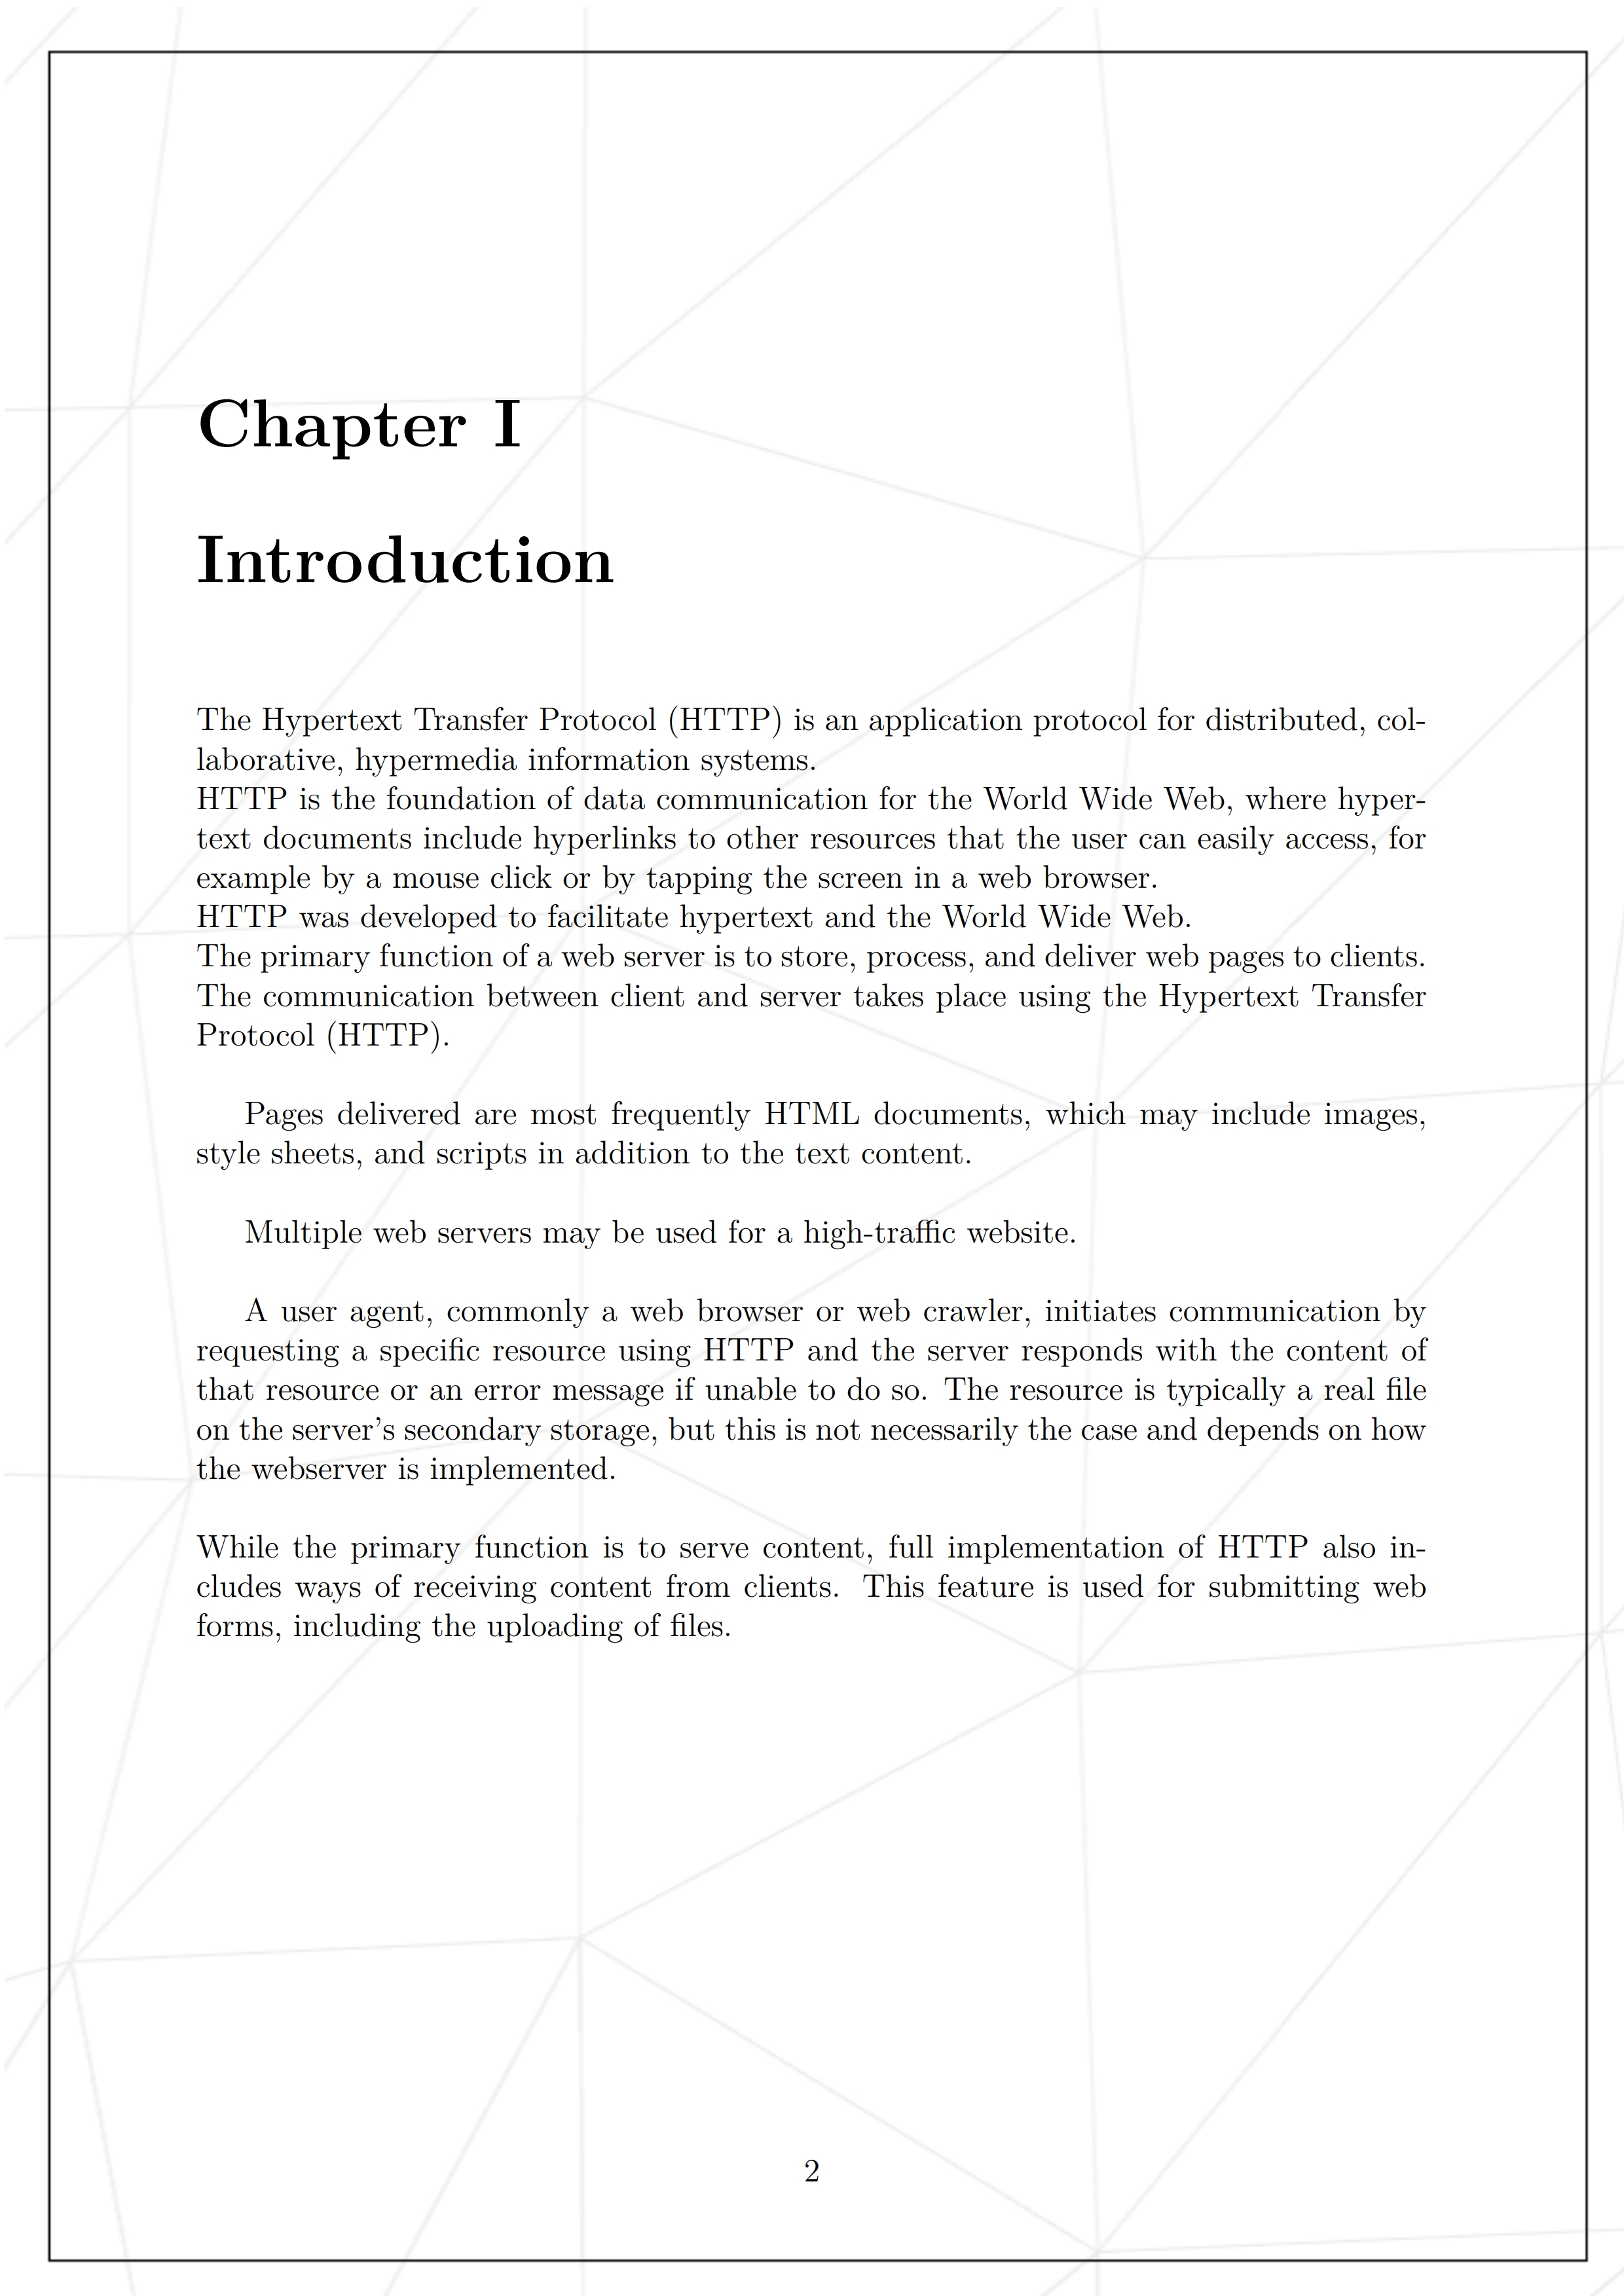 Chapter I
Introduction
The Hypertext Transfer Protocol (HTTP) is an application protocol for distributed, col-
laborative, hypermedia information systems.
HTTP is the foundation of data communication for the World Wide Web, where hyper-
text documents include hyperlinks to other resources that the user can easily access, for
example by a mouse click or by tapping the screen in a web browser.
HTTP was developed to facilitate hypertext and the World Wide Web.
The primary function of a web server is to store, process, and deliver web pages to clients.
The communication between client and server takes place using the Hypertext Transfer
Protocol (HTTP).
Pages delivered are most frequently HTML documents, which may include images,
style sheets, and scripts in addition to the text content.
Multiple web servers may be used for a high-traffic website.
A user agent, commonly a web browser or web crawler, initiates communication by
requesting a specific resource using HTTP and the server responds with the content of
that resource or an error message if unable to do so. The resource is typically a real file
on the server's secondary storage, but this is not necessarily the case and depends on how
the webserver is implemented.
While the primary function is to serve content, full implementation of HTTP also in-
cludes ways of receiving content from clients. This feature is used for submitting web
forms, including the uploading of files.
2